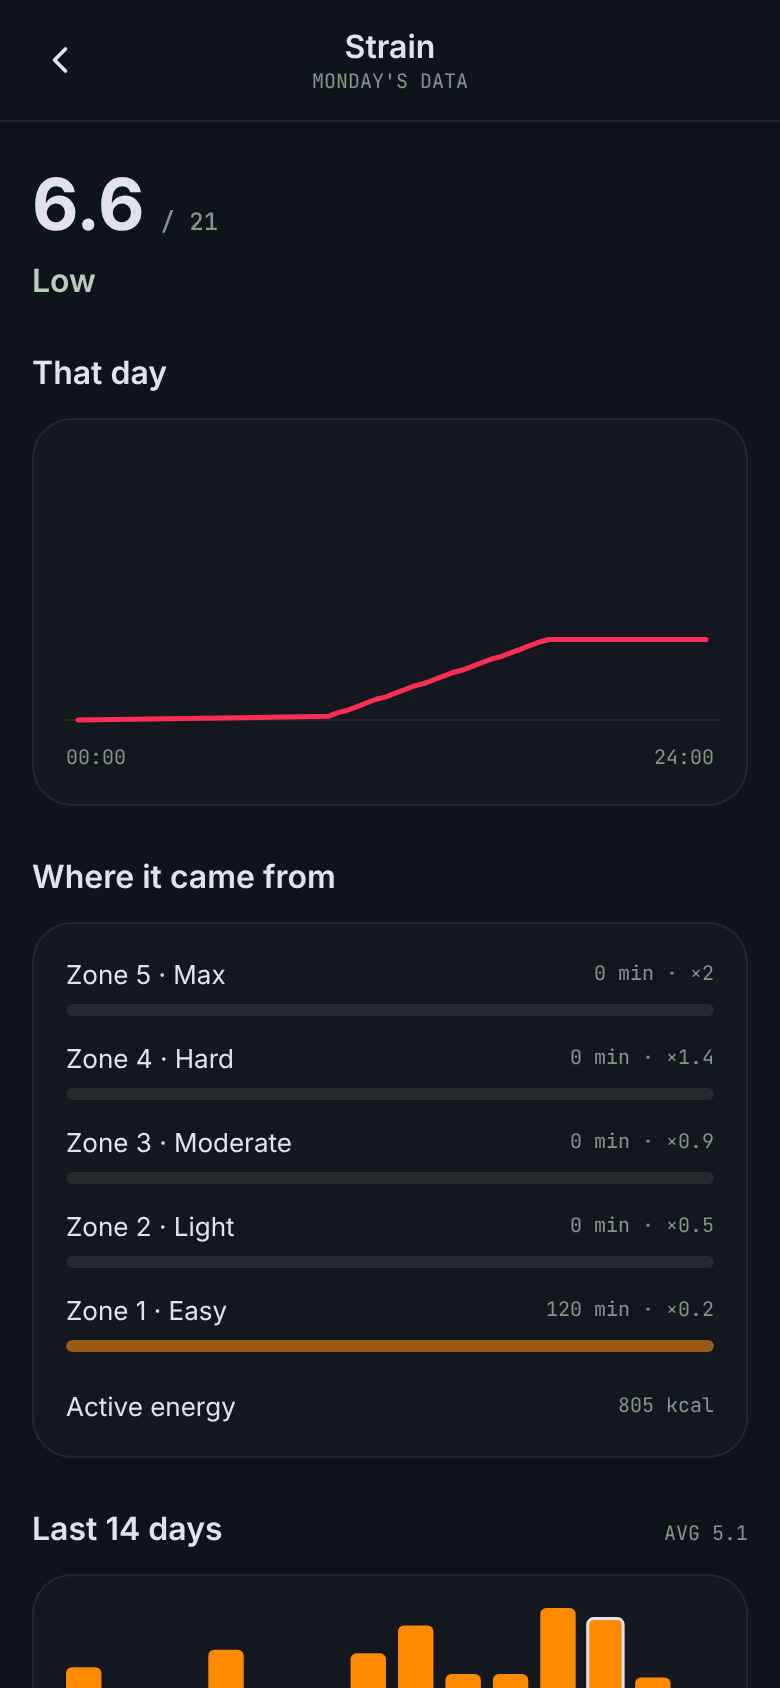 Strain
MONDAY'S DATA
6.6 / 21
Low
That day
00:00 24:00
Where it came from
Zone 5 · Max 0 min · ×2
Zone 4 · Hard 0 min · ×1.4
Zone 3 · Moderate 0 min · ×0.9
Zone 2 · Light 0 min · ×0.5
Zone 1 · Easy 120 min · ×0.2
Active energy 805 kcal
Last 14 days AVG 5.1